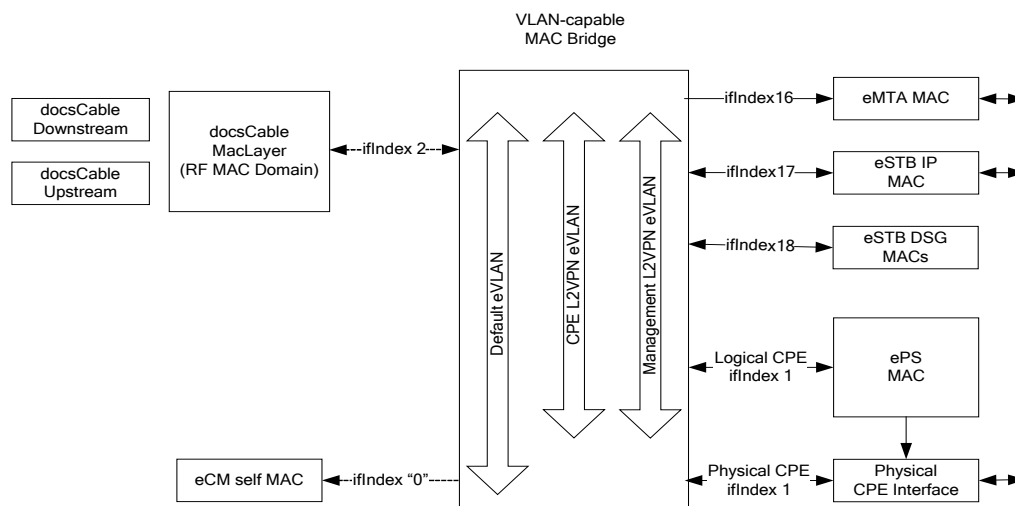 VLAN-capable
MAC Bridge
docsCable
Downstream
docsCable
Upstream
docsCable
MacLayer
(RF MAC Domain)
ifIndex 2
eCM self MAC
ifIndex “0”
Default eVLAN
CPE L2VPN eVLAN
Management L2VPN eVLAN
ifIndex16
eMTA MAC
ifIndex17
eSTB IP
MAC
ifIndex18
eSTB DSG
MACs
Logical CPE
ifIndex 1
ePS
MAC
Physical CPE
ifIndex 1
Physical
CPE Interface